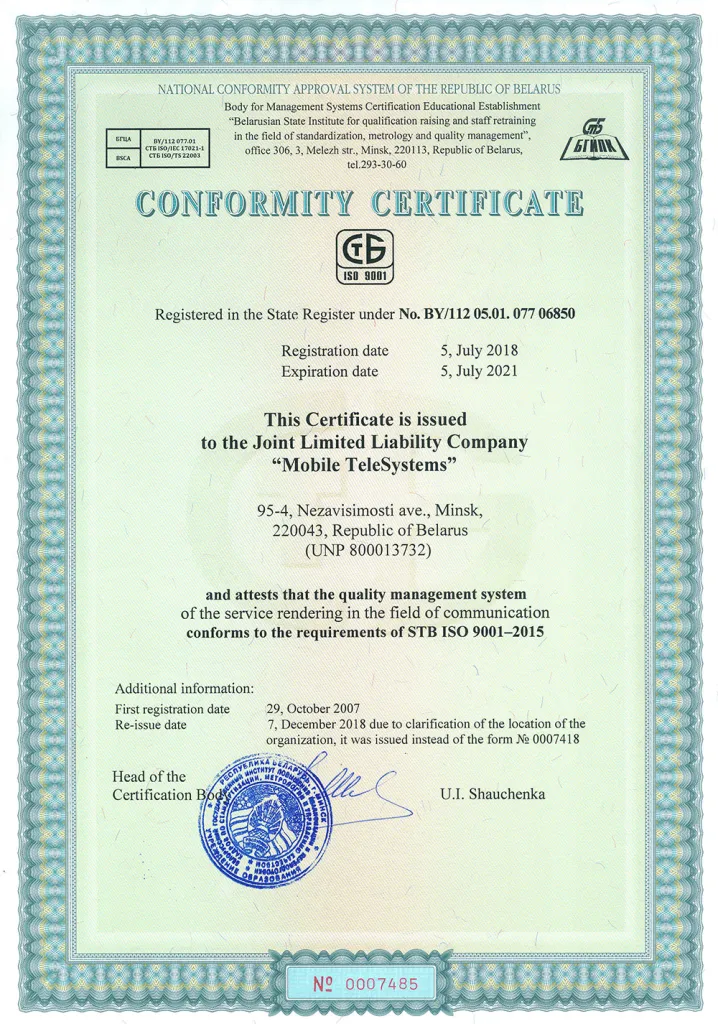 NATIONAL CONFORMITY APPROVAL SYSTEM OF THE REPUBLIC OF BELARUS
Body for Management Systems Certification Educational Establishment
“Belarusian State Institute for qualification raising and staff retraining
in the field of standardization, metrology and quality management”,
office 306, 3, Melezh str., Minsk, 220113, Republic of Belarus,
tel.293-30-60
БГЦА
BSCA
BY/112 077.01
СТБ ISO/IEC 17021-1
СТБ ISO/TS 22003
СТБ
БГИПК
CONFORMITY CERTIFICATE
СТБ
ISO 9001
Registered in the State Register under No. BY/112 05.01. 077 06850
Registration date 5, July 2018
Expiration date 5, July 2021
This Certificate is issued
to the Joint Limited Liability Company
“Mobile TeleSystems”
95-4, Nezavisimosti ave., Minsk,
220043, Republic of Belarus
(UNP 800013732)
and attests that the quality management system
of the service rendering in the field of communication
conforms to the requirements of STB ISO 9001–2015
Additional information:
First registration date 29, October 2007
Re-issue date 7, December 2018 due to clarification of the location of the
organization, it was issued instead of the form № 0007418
Head of the
Certification Body
U.I. Shauchenka
РЕСПУБЛИКА БЕЛАРУСЬ, Г. МИНСК
ОБРАЗОВАНИЯ
№ 0007485